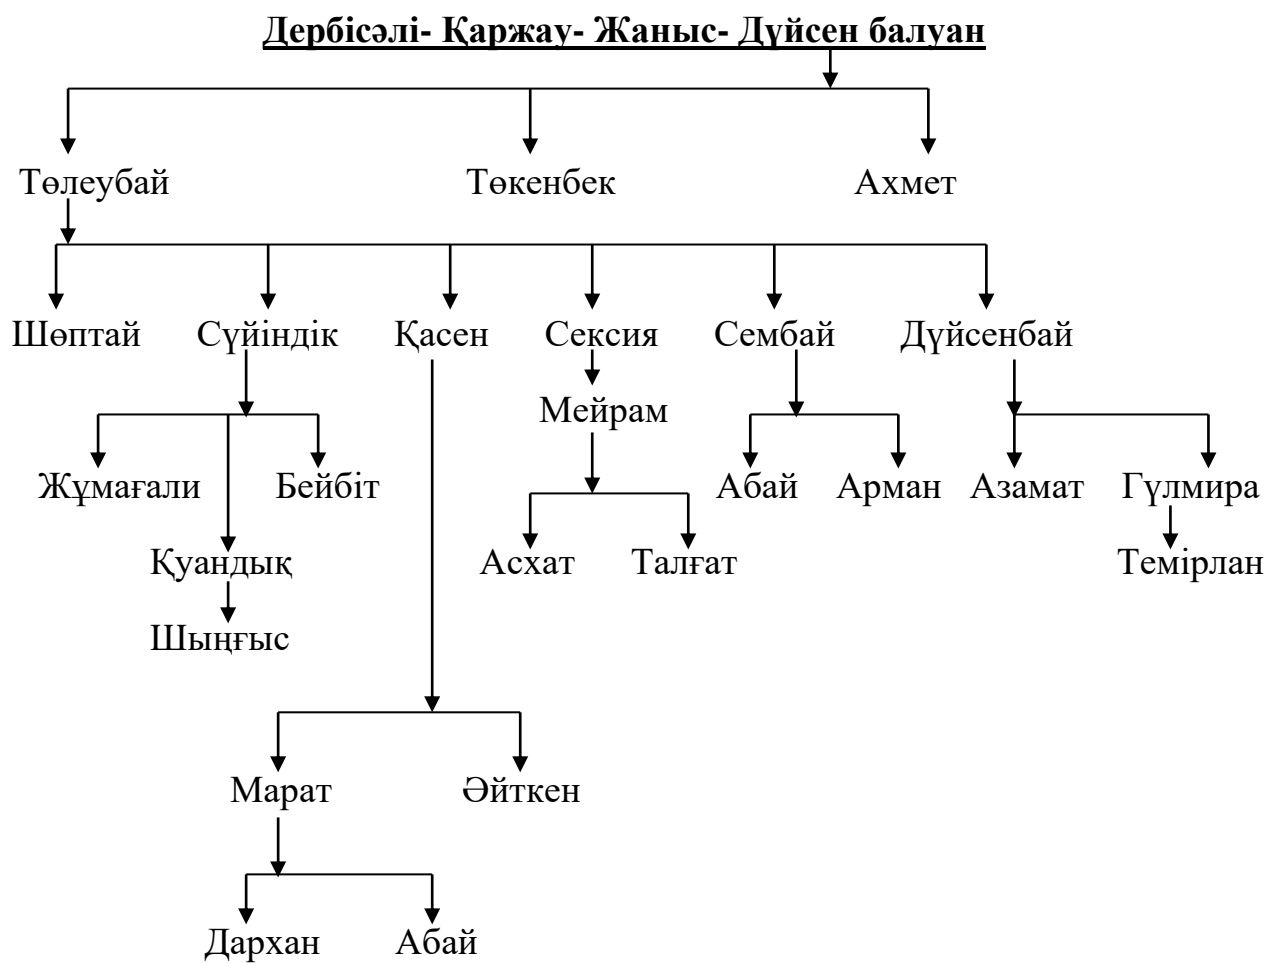 Дербісәлі- Қаржау- Жаныс- Дүйсен балуан
Төлеубай Төкенбек Ахмет
Шөптай Сүйіндік Қасен Сексия Сембай Дүйсенбай
Мейрам
Жұмағали Бейбіт Абай Арман Азамат Гүлмира
Қуандық Асхат Талғат Темірлан
Шыңғыс
Марат Әйткен
Дархан Абай